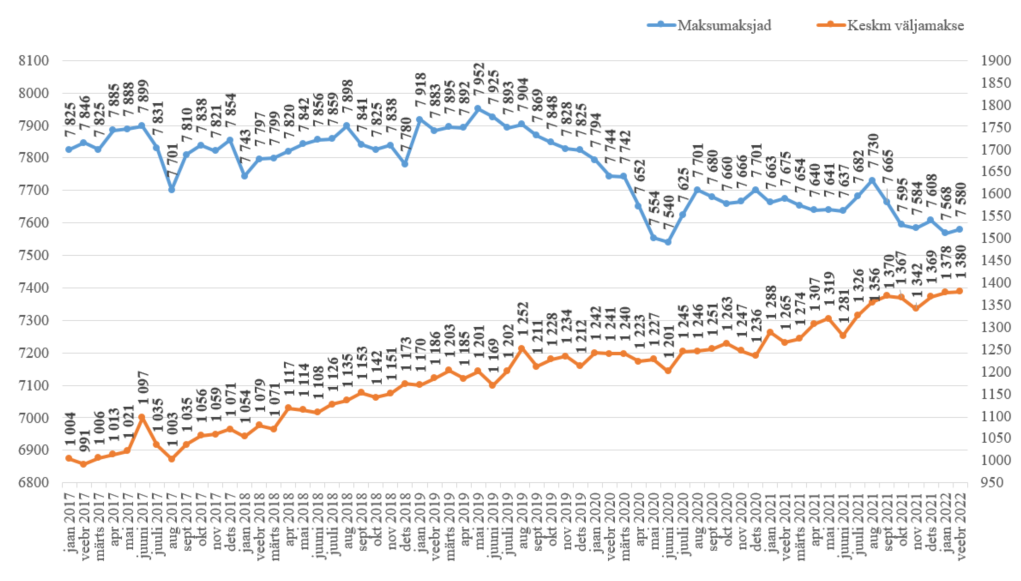 Maksumaksjad
Keskm väljamakse
8100
8000
7900
7800
7700
7600
7500
7400
7300
7200
7100
7000
6900
6800
1900
1850
1800
1750
1700
1650
1600
1550
1500
1450
1400
1350
1300
1250
1200
1150
1100
1050
1000
950
7 825
7 846
7 825
7 885
7 888
7 899
7 831
7 701
7 810
7 838
7 821
7 854
7 743
7 797
7 799
7 820
7 842
7 856
7 859
7 898
7 841
7 825
7 838
7 780
7 918
7 883
7 895
7 892
7 952
7 925
7 893
7 904
7 869
7 848
7 828
7 825
7 794
7 744
7 742
7 652
7 554
7 540
7 625
7 701
7 680
7 660
7 666
7 701
7 663
7 675
7 654
7 640
7 641
7 637
7 682
7 730
7 665
7 595
7 584
7 608
7 568
7 580
1 004
991
1 006
1 013
1 021
1 097
1 035
1 003
1 035
1 056
1 059
1 071
1 054
1 079
1 071
1 117
1 114
1 108
1 126
1 135
1 153
1 142
1 151
1 173
1 170
1 186
1 203
1 185
1 201
1 169
1 202
1 252
1 211
1 228
1 234
1 212
1 242
1 241
1 240
1 223
1 227
1 201
1 245
1 246
1 251
1 263
1 247
1 236
1 288
1 265
1 274
1 307
1 319
1 281
1 326
1 356
1 370
1 367
1 342
1 369
1 378
1 380
jaan 2017
veebr 2017
märts 2017
apr 2017
mai 2017
juuni 2017
juuli 2017
aug 2017
sept 2017
okt 2017
nov 2017
dets 2017
jaan 2018
veebr 2018
märts 2018
apr 2018
mai 2018
juuni 2018
juuli 2018
aug 2018
sept 2018
okt 2018
nov 2018
dets 2018
jaan 2019
veebr 2019
märts 2019
apr 2019
mai 2019
juuni 2019
juuli 2019
aug 2019
sept 2019
okt 2019
nov 2019
dets 2019
jaan 2020
veebr 2020
märts 2020
apr 2020
mai 2020
juuni 2020
juuli 2020
aug 2020
sept 2020
okt 2020
nov 2020
dets 2020
jaan 2021
veebr 2021
märts 2021
apr 2021
mai 2021
juuni 2021
juuli 2021
aug 2021
sept 2021
okt 2021
nov 2021
dets 2021
jaan 2022
veebr 2022